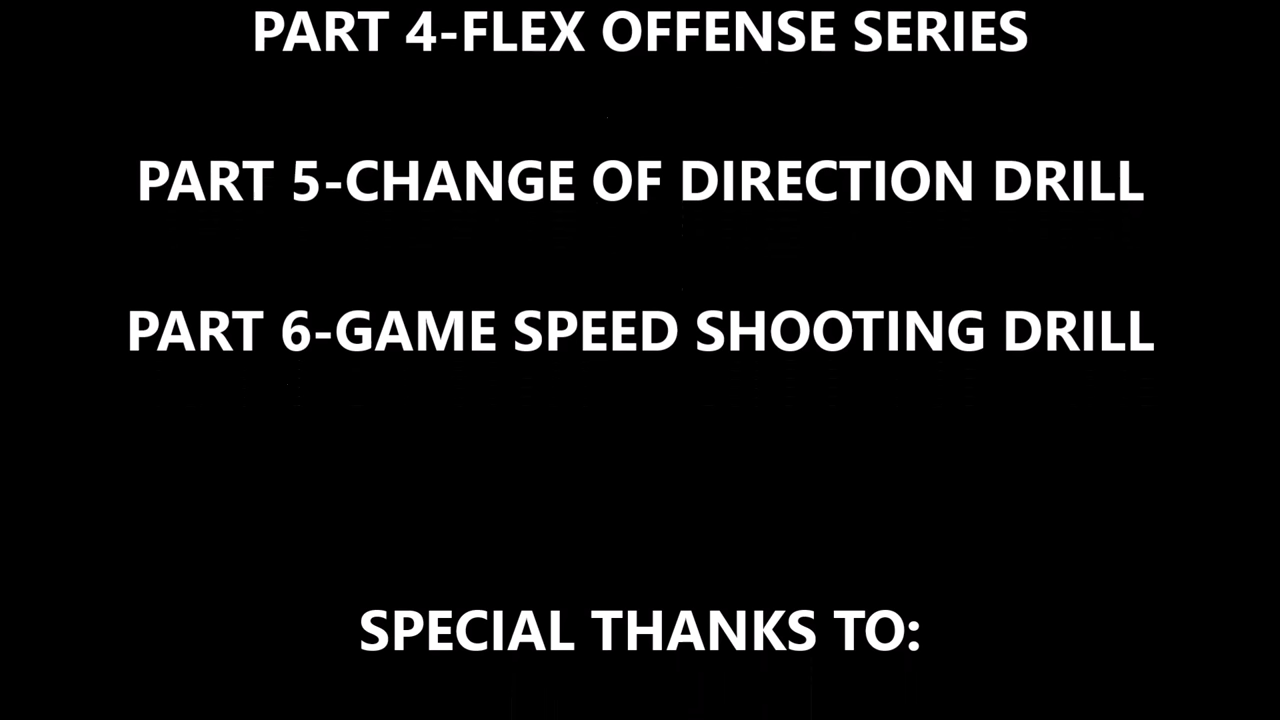 PART 4-FLEX OFFENSE SERIES
PART 5-CHANGE OF DIRECTION DRILL
PART 6-GAME SPEED SHOOTING DRILL
SPECIAL THANKS TO: